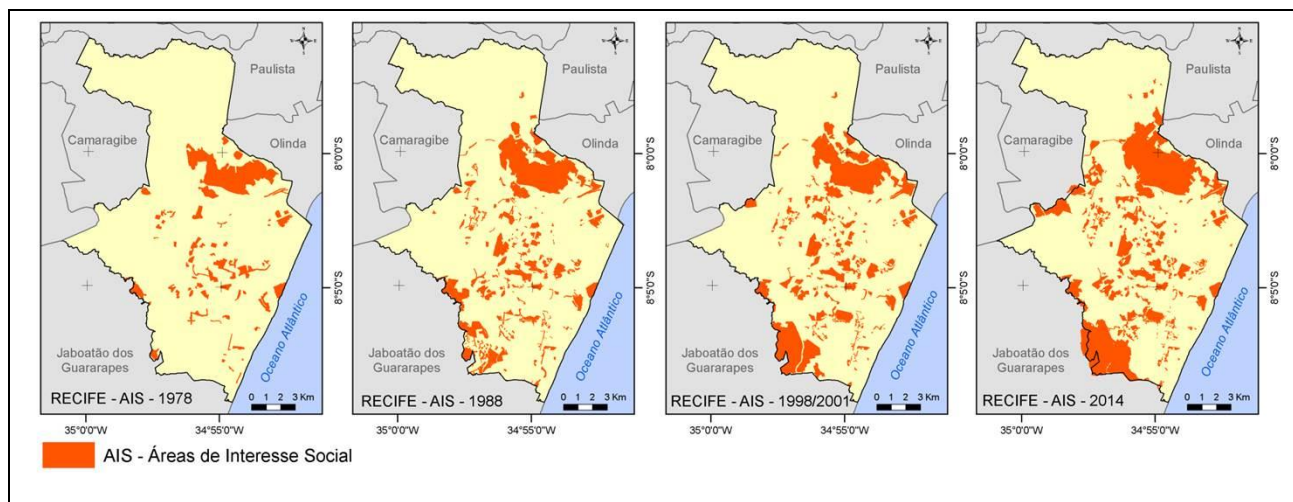 Paulista
Camaragibe
Olinda
8°0'0"S
8°5'0"S
Jaboatão dos
Guararapes
Oceano Atlântico
RECIFE - AIS - 1978
0 1 2 3 Km
35°0'0"W
34°55'0"W
Paulista
Camaragibe
Olinda
8°0'0"S
8°5'0"S
Jaboatão dos
Guararapes
Oceano Atlântico
RECIFE - AIS - 1988
0 1 2 3 Km
35°0'0"W
34°55'0"W
Paulista
Camaragibe
Olinda
8°0'0"S
8°5'0"S
Jaboatão dos
Guararapes
Oceano Atlântico
RECIFE - AIS - 1998/2001
0 1 2 3 Km
35°0'0"W
34°55'0"W
Paulista
Camaragibe
Olinda
8°0'0"S
8°5'0"S
Jaboatão dos
Guararapes
Oceano Atlântico
RECIFE - AIS - 2014
0 1 2 3 Km
35°0'0"W
34°55'0"W
AIS - Áreas de Interesse Social